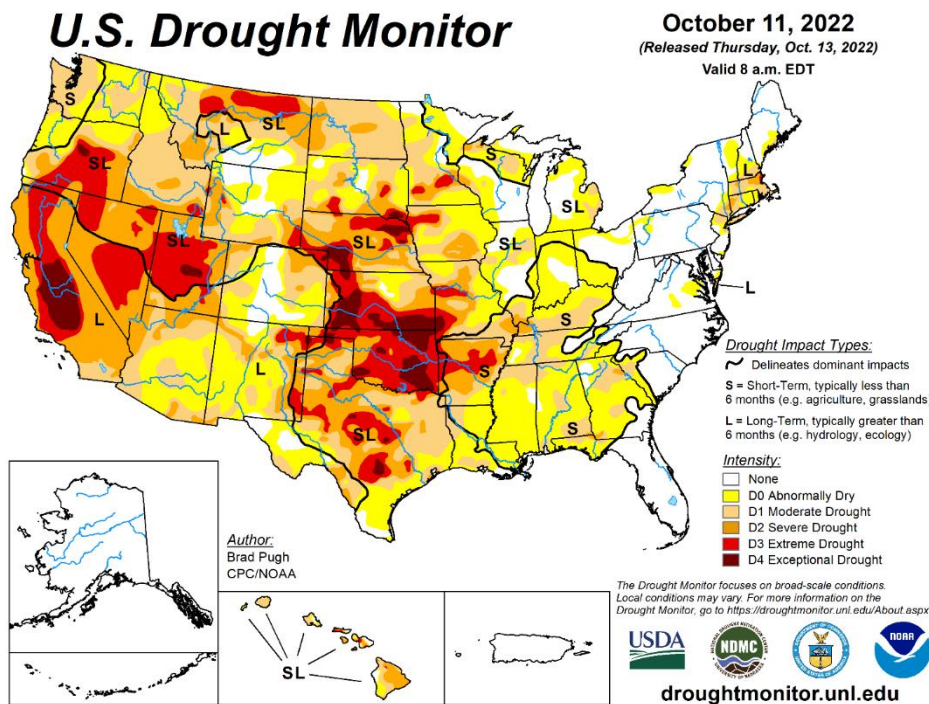 U.S. Drought Monitor
October 11, 2022
(Released Thursday, Oct. 13, 2022)
Valid 8 a.m. EDT
S
SL
L
SL
SL
L
SL
L
SL
S
SL
SL
S
S
S
L
L
Drought Impact Types:
Delineates dominant impacts
S = Short-Term, typically less than
6 months (e.g. agriculture, grasslands
L = Long-Term, typically greater than
6 months (e.g. hydrology, ecology)
Intensity:
None
D0 Abnormally Dry
D1 Moderate Drought
D2 Severe Drought
D3 Extreme Drought
D4 Exceptional Drought
Author:
Brad Pugh
CPC/NOAA
SL
The Drought Monitor focuses on broad-scale conditions.
Local conditions may vary. For more information on the
Drought Monitor, go to https://droughtmonitor.unl.edu/About.aspx
USDA
NDMC
NOAA
droughtmonitor.unl.edu